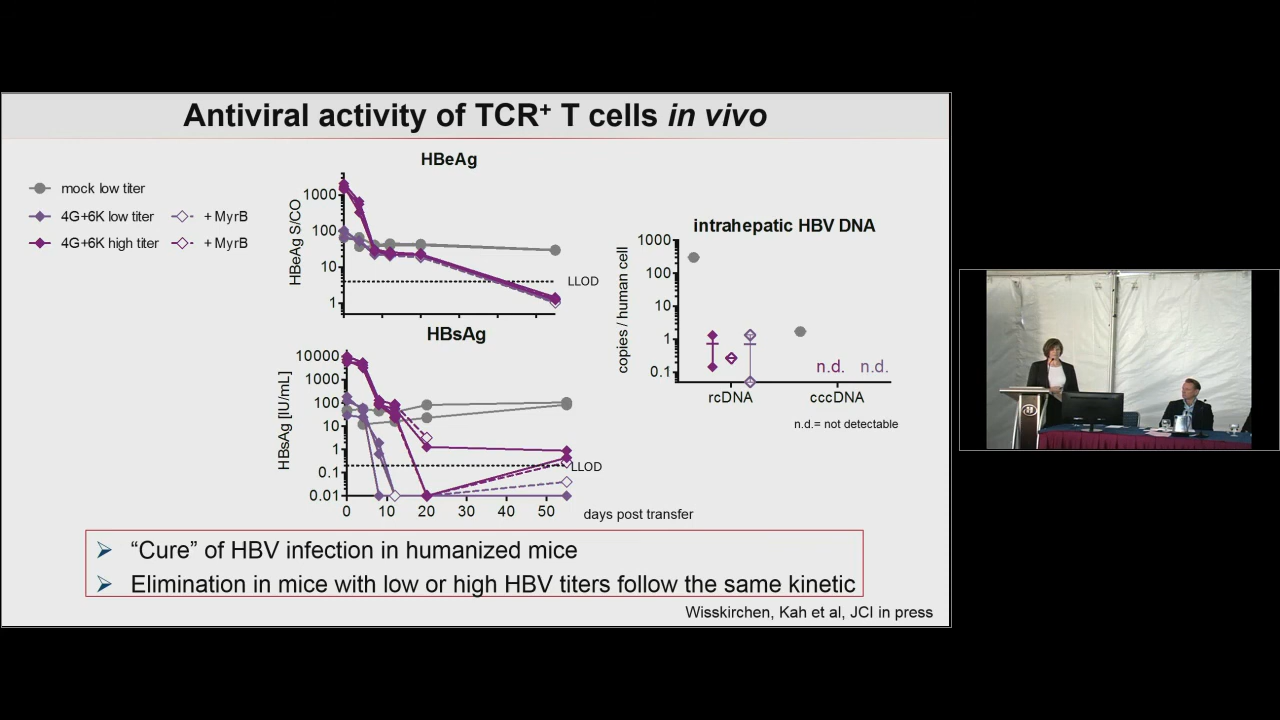 Antiviral activity of TCR⁺ T cells in vivo
mock low titer
4G+6K low titer
+ MyrB
4G+6K high titer
+ MyrB
HBeAg
HBeAg S/CO
1000
100
10
1
LLOD
HBsAg
HBsAg [IU/mL]
10000
1000
100
10
1
0.1
0.01
LLOD
0 10 20 30 40 50
days post transfer
intrahepatic HBV DNA
copies / human cell
1000
100
10
1
0.1
n.d. n.d.
rcDNA cccDNA
n.d.= not detectable
“Cure” of HBV infection in humanized mice
Elimination in mice with low or high HBV titers follow the same kinetic
Wisskirchen, Kah et al, JCI in press